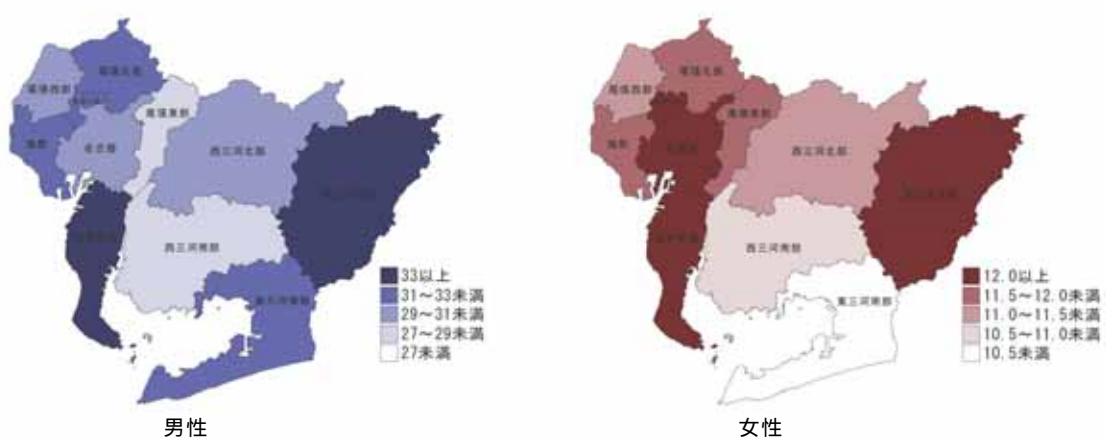 尾張北部
尾張西部
尾張東部
海部
名古屋
西三河北部
西三河南部
東三河南部
33以上
31～33未満
29～31未満
27～29未満
27未満
男性
尾張北部
尾張西部
尾張東部
海部
西三河北部
西三河南部
東三河南部
12.0以上
11.5～12.0未満
11.0～11.5未満
10.5～11.0未満
10.5未満
女性